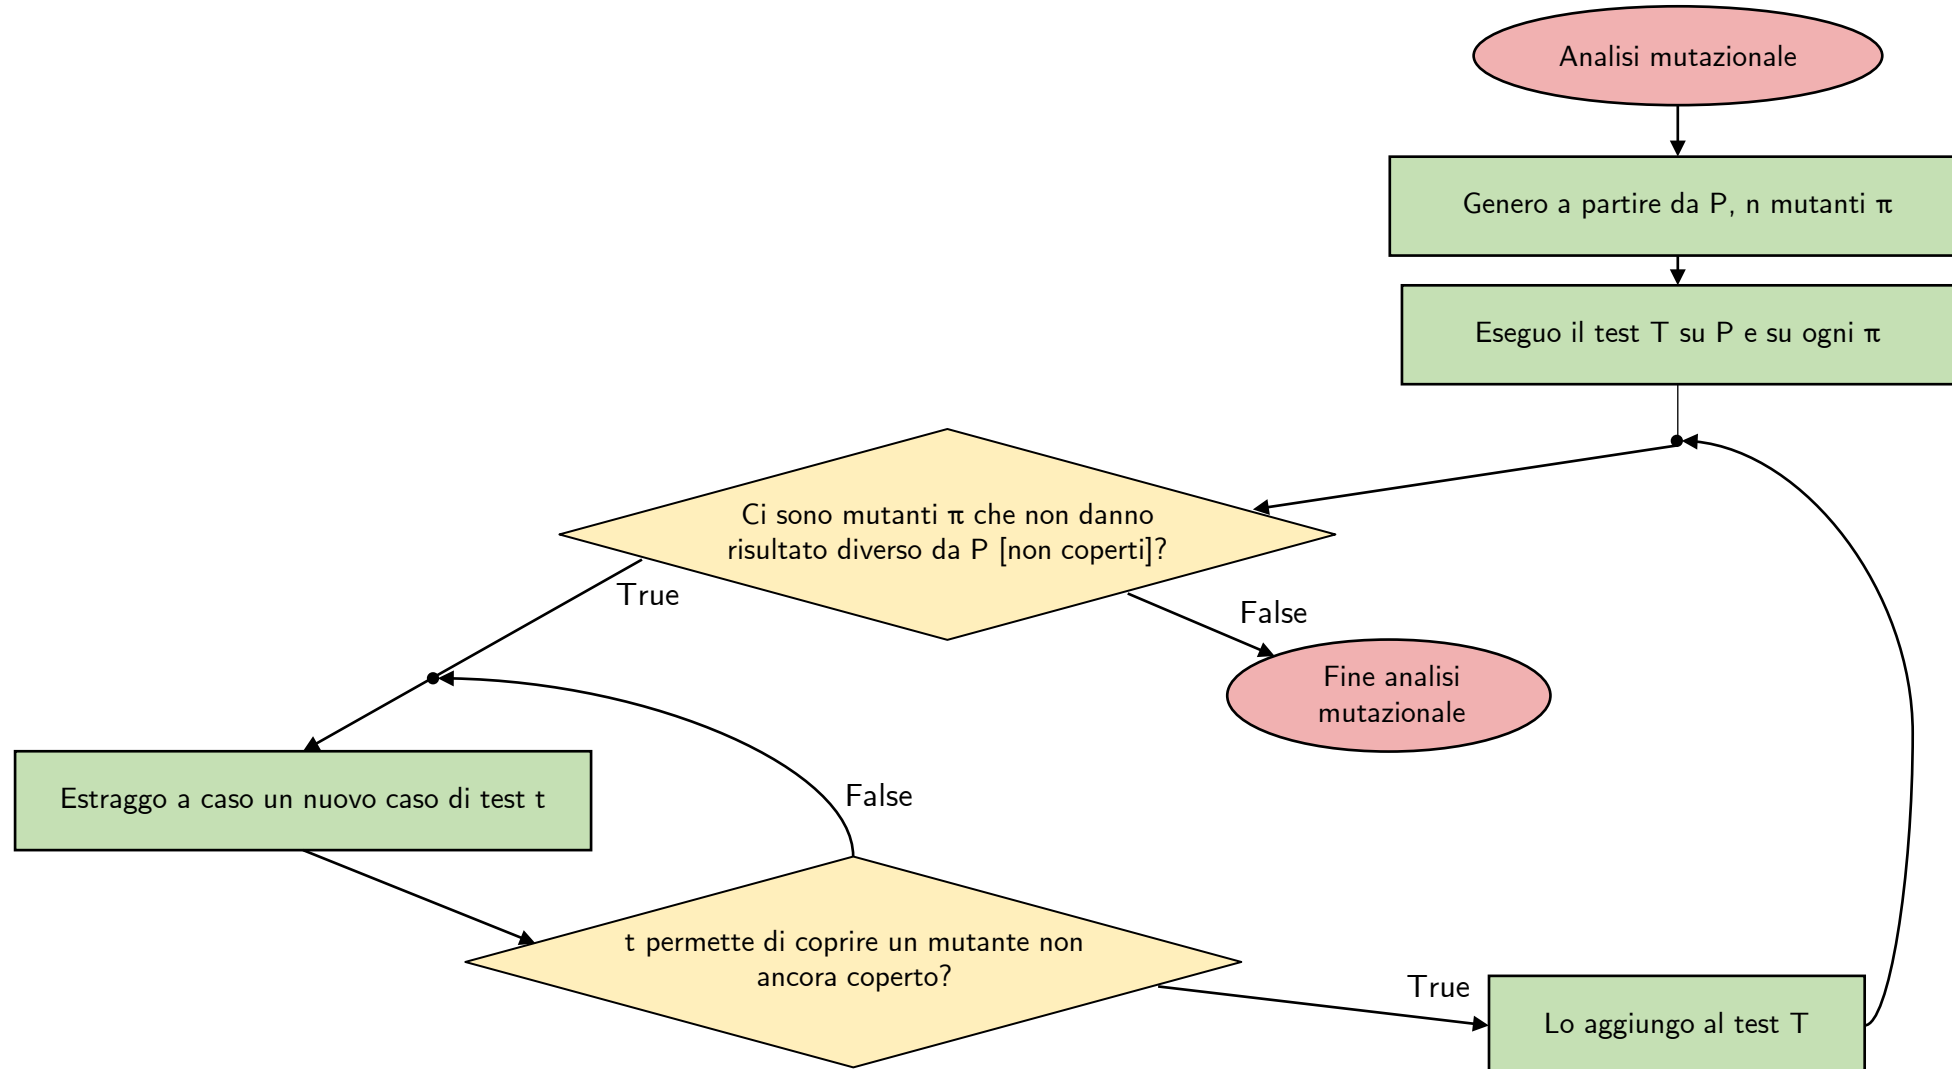 Analisi mutazionale
Genero a partire da P, n mutanti π
Eseguo il test T su P e su ogni π
Ci sono mutanti π che non danno
risultato diverso da P [non coperti]?
True
False
Fine analisi
mutazionale
Estraggo a caso un nuovo caso di test t
False
t permette di coprire un mutante non
ancora coperto?
True
Lo aggiungo al test T